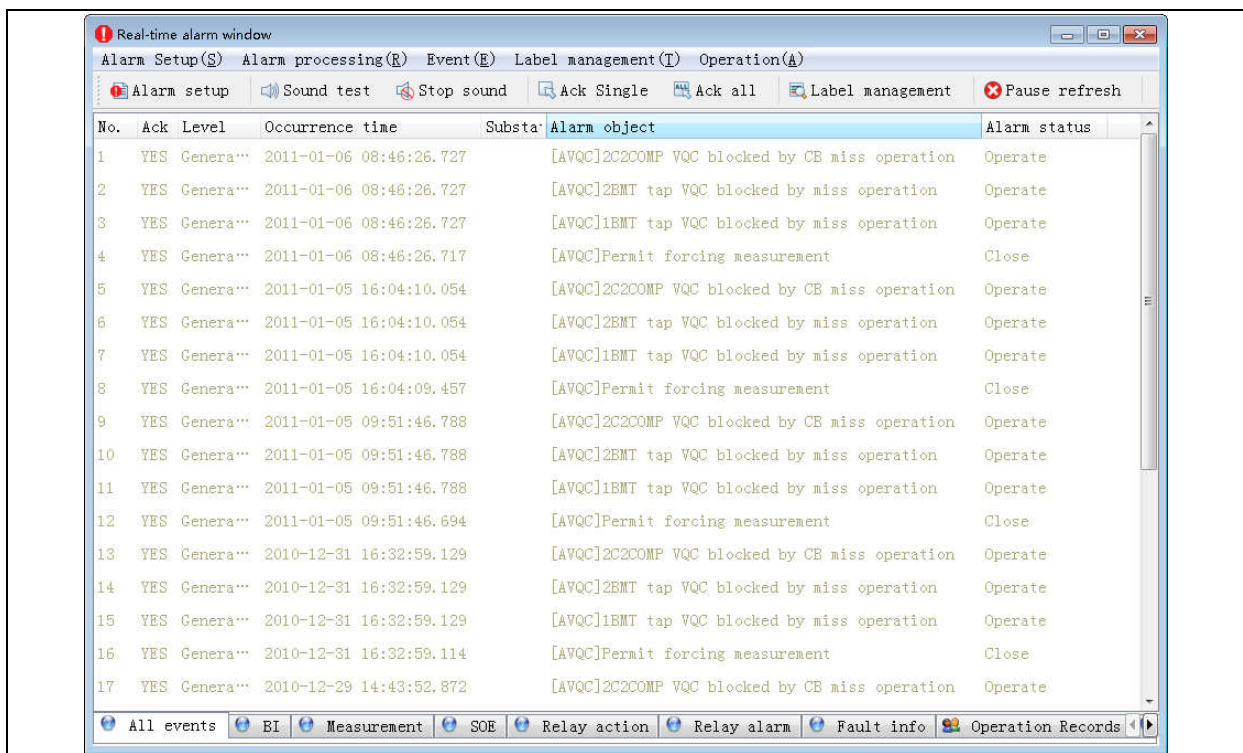 Real-time alarm window
Alarm Setup(S) Alarm processing(R) Event(E) Label management(T) Operation(A)
Alarm setup Sound test Stop sound Ack Single Ack all Label management Pause refresh
No. Ack Level Occurrence time Substa Alarm object Alarm status
1 YES Genera… 2011-01-06 08:46:26.727 [AVQC]2C2COMP VQC blocked by CB miss operation Operate
2 YES Genera… 2011-01-06 08:46:26.727 [AVQC]2BMT tap VQC blocked by miss operation Operate
3 YES Genera… 2011-01-06 08:46:26.727 [AVQC]1BMT tap VQC blocked by miss operation Operate
4 YES Genera… 2011-01-06 08:46:26.717 [AVQC]Permit forcing measurement Close
5 YES Genera… 2011-01-05 16:04:10.054 [AVQC]2C2COMP VQC blocked by CB miss operation Operate
6 YES Genera… 2011-01-05 16:04:10.054 [AVQC]2BMT tap VQC blocked by miss operation Operate
7 YES Genera… 2011-01-05 16:04:10.054 [AVQC]1BMT tap VQC blocked by miss operation Operate
8 YES Genera… 2011-01-05 16:04:09.457 [AVQC]Permit forcing measurement Close
9 YES Genera… 2011-01-05 09:51:46.788 [AVQC]2C2COMP VQC blocked by CB miss operation Operate
10 YES Genera… 2011-01-05 09:51:46.788 [AVQC]2BMT tap VQC blocked by miss operation Operate
11 YES Genera… 2011-01-05 09:51:46.788 [AVQC]1BMT tap VQC blocked by miss operation Operate
12 YES Genera… 2011-01-05 09:51:46.694 [AVQC]Permit forcing measurement Close
13 YES Genera… 2010-12-31 16:32:59.129 [AVQC]2C2COMP VQC blocked by CB miss operation Operate
14 YES Genera… 2010-12-31 16:32:59.129 [AVQC]2BMT tap VQC blocked by miss operation Operate
15 YES Genera… 2010-12-31 16:32:59.129 [AVQC]1BMT tap VQC blocked by miss operation Operate
16 YES Genera… 2010-12-31 16:32:59.114 [AVQC]Permit forcing measurement Close
17 YES Genera… 2010-12-29 14:43:52.872 [AVQC]2C2COMP VQC blocked by CB miss operation Operate
All events BI Measurement SOE Relay action Relay alarm Fault info Operation Records